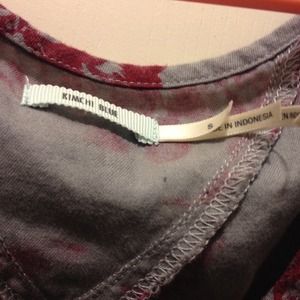 KIMCHI BLUE
S
IN INDONESIA